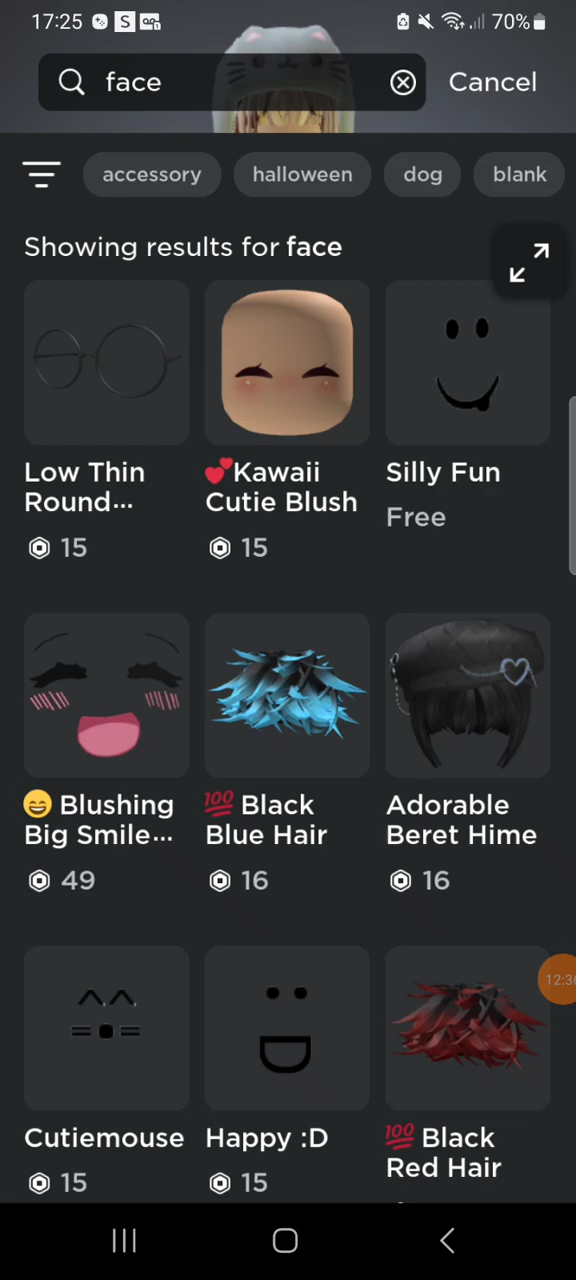 17:25 S 70%
face Cancel
accessory halloween dog blank
Showing results for face
Low Thin
Round...
15
💕Kawaii
Cutie Blush
15
Silly Fun
Free
😄 Blushing
Big Smile...
49
💯 Black
Blue Hair
16
Adorable
Beret Hime
16
Cutiemouse
15
Happy :D
15
💯 Black
Red Hair
12:36